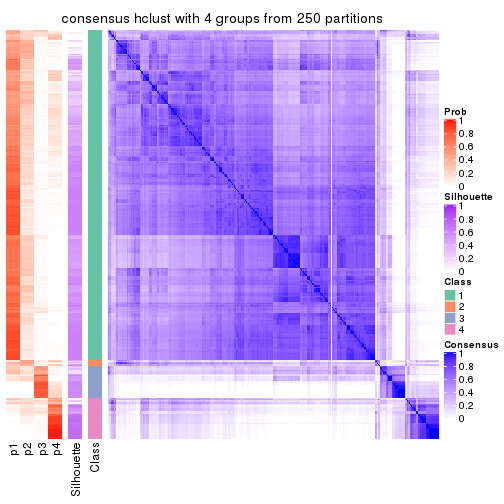 consensus hclust with 4 groups from 250 partitions
Prob
1
0.8
0.6
0.4
0.2
0
Silhouette
1
0.8
0.6
0.4
0.2
0
Class
1
2
3
4
Consensus
1
0.8
0.6
0.4
0.2
0
p1
p2
p3
p4
Silhouette
Class